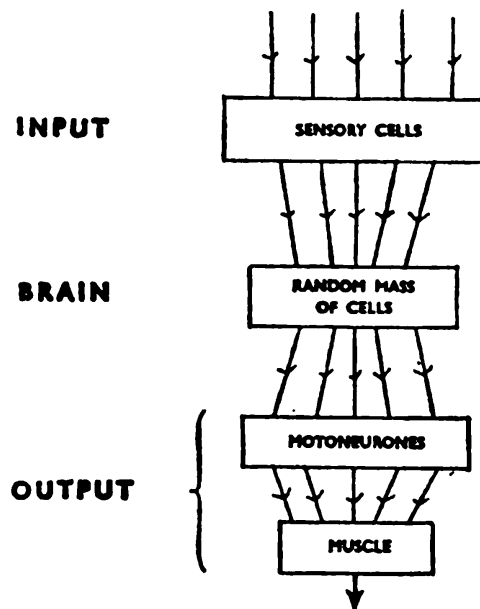 INPUT
SENSORY CELLS
BRAIN
RANDOM MASS
OF CELLS
MOTONEURONES
OUTPUT
MUSCLE